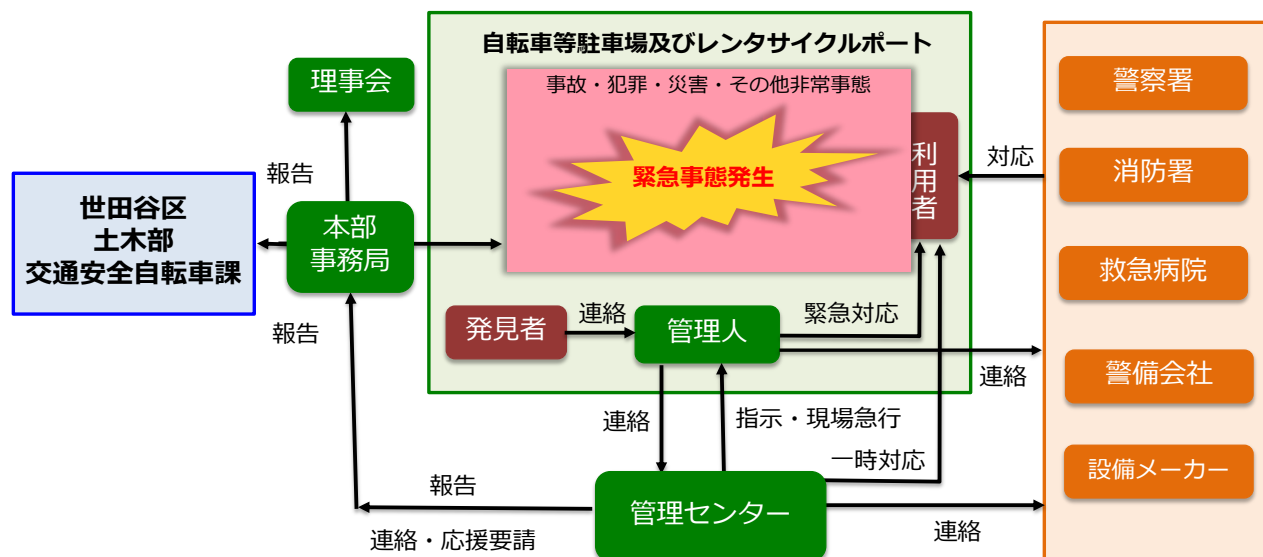 自転車等駐車場及びレンタサイクルポート
事故・犯罪・災害・その他非常事態
緊急事態発生
利用者
理事会
報告
世田谷区
土木部
交通安全自転車課
本部
事務局
報告
発見者
連絡
管理人
緊急対応
連絡
対応
警察署
消防署
救急病院
警備会社
設備メーカー
連絡
指示・現場急行
一時対応
報告
連絡・応援要請
管理センター
連絡